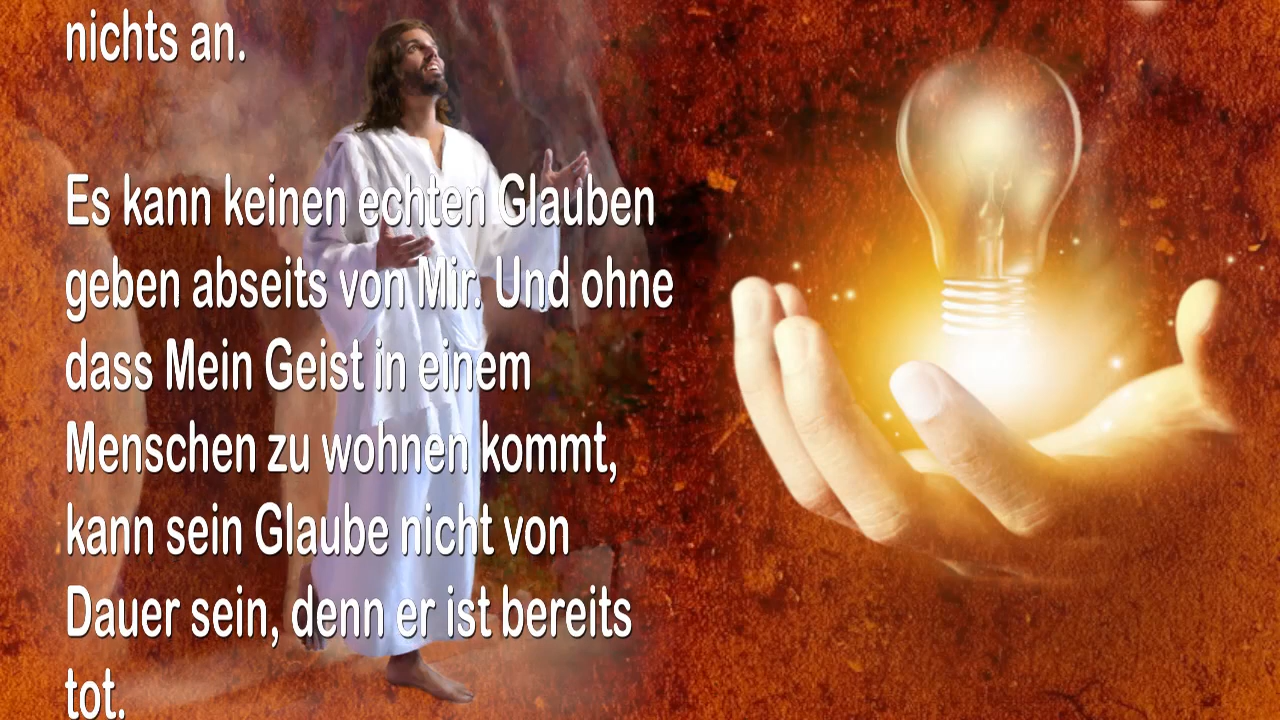 nichts an.
Es kann keinen echten Glauben
geben abseits von Mir. Und ohne
dass Mein Geist in einem
Menschen zu wohnen kommt,
kann sein Glaube nicht von
Dauer sein, denn er ist bereits
tot.